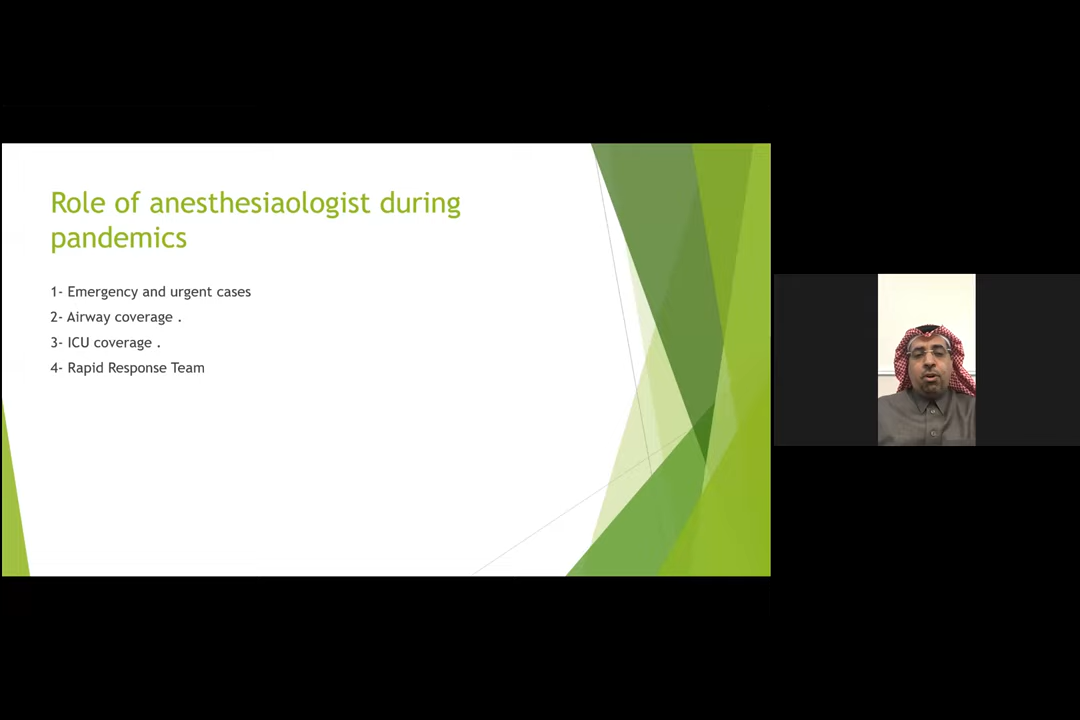 Role of anesthesiaologist during
pandemics
1- Emergency and urgent cases
2- Airway coverage .
3- ICU coverage .
4- Rapid Response Team